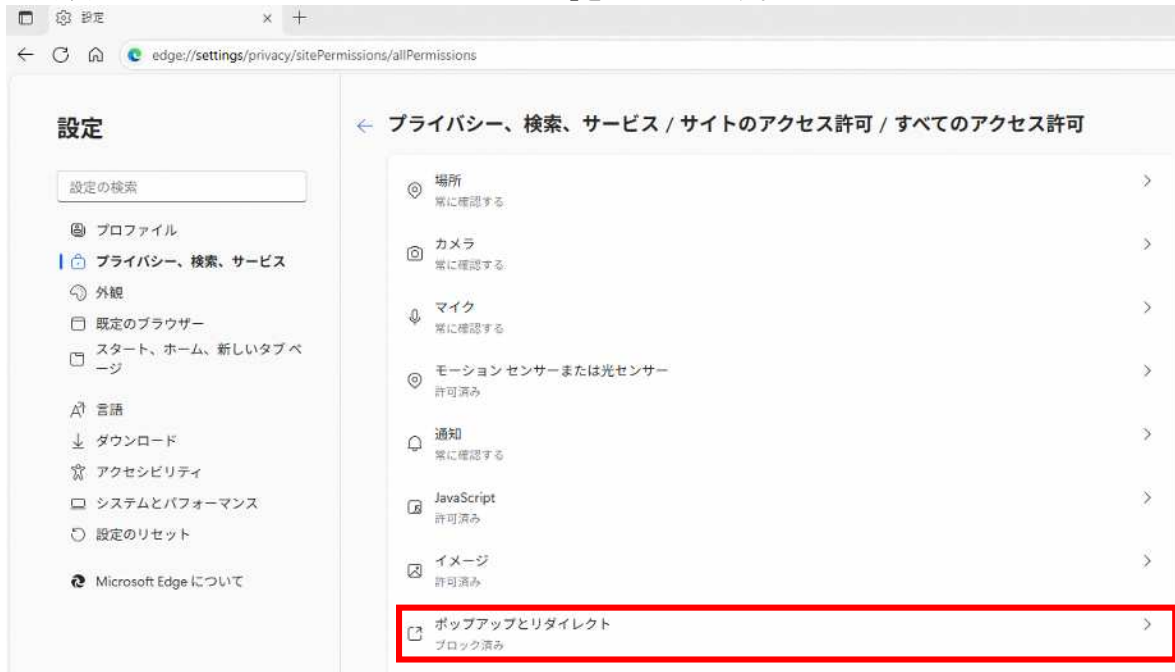 設定
edge://settings/privacy/sitePermissions/allPermissions
設定
設定の検索
プロファイル
プライバシー、検索、サービス
外観
既定のブラウザー
スタート、ホーム、新しいタブ ペ
ージ
言語
ダウンロード
アクセシビリティ
システムとパフォーマンス
設定のリセット
Microsoft Edge について
プライバシー、検索、サービス / サイトのアクセス許可 / すべてのアクセス許可
場所
常に確認する
カメラ
常に確認する
マイク
常に確認する
モーション センサーまたは光センサー
許可済み
通知
常に確認する
JavaScript
許可済み
イメージ
許可済み
ポップアップとリダイレクト
ブロック済み